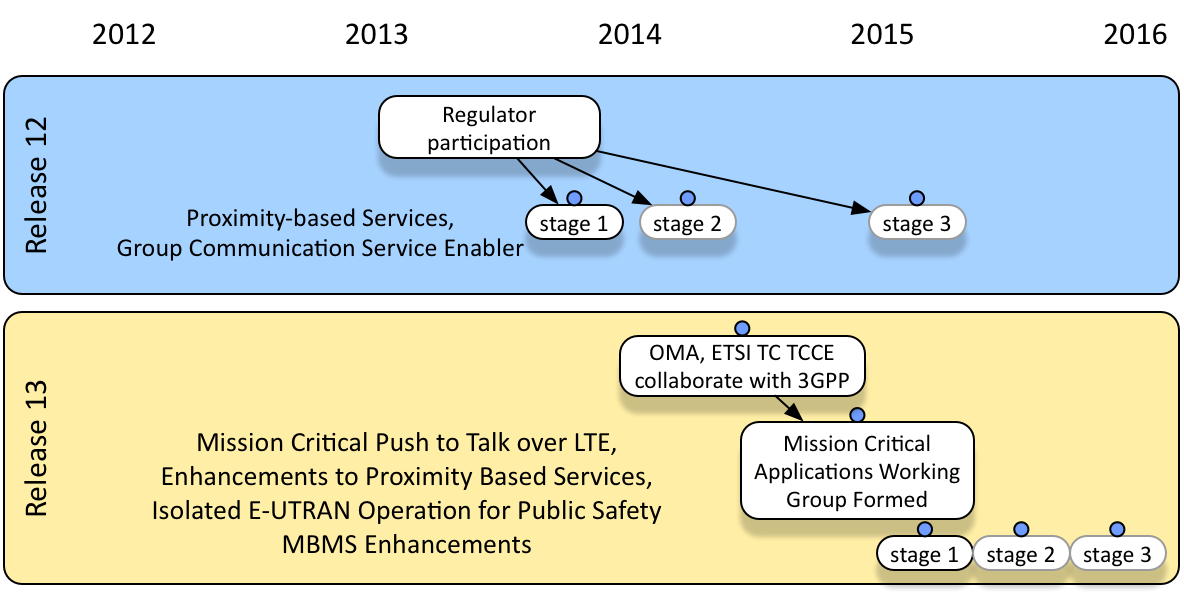 2012 2013 2014 2015 2016
Release 12
Regulator
participation
Proximity-based Services,
Group Communication Service Enabler
stage 1 stage 2 stage 3
Release 13
OMA, ETSI TC TCCE
collaborate with 3GPP
Mission Critical Push to Talk over LTE,
Enhancements to Proximity Based Services,
Isolated E-UTRAN Operation for Public Safety
MBMS Enhancements
Mission Critical
Applications Working
Group Formed
stage 1 stage 2 stage 3